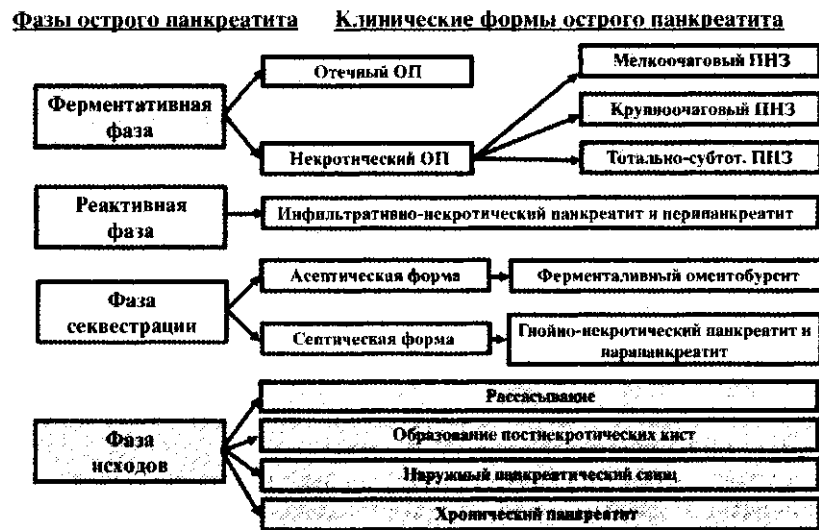 Фазы острого панкреатита
Клинические формы острого панкреатита
Ферментативная
фаза
Отечный ОП
Некротический ОП
Мелкоочаговый ПНЗ
Крупноочаговый ПНЗ
Тотально-субтот. ПНЗ
Реактивная
фаза
Инфильтративно-некротический панкреатит и перипанкреатит
Фаза
секвестрации
Асептическая форма
Ферменталивный оментобурсит
Септическая форма
Гнойно-некротический панкреатит и
парапанкреатит
Фаза
исходов
Рассасывание
Образование постнекротических кист
Наружный панкреатический свищ
Хронический панкреатит